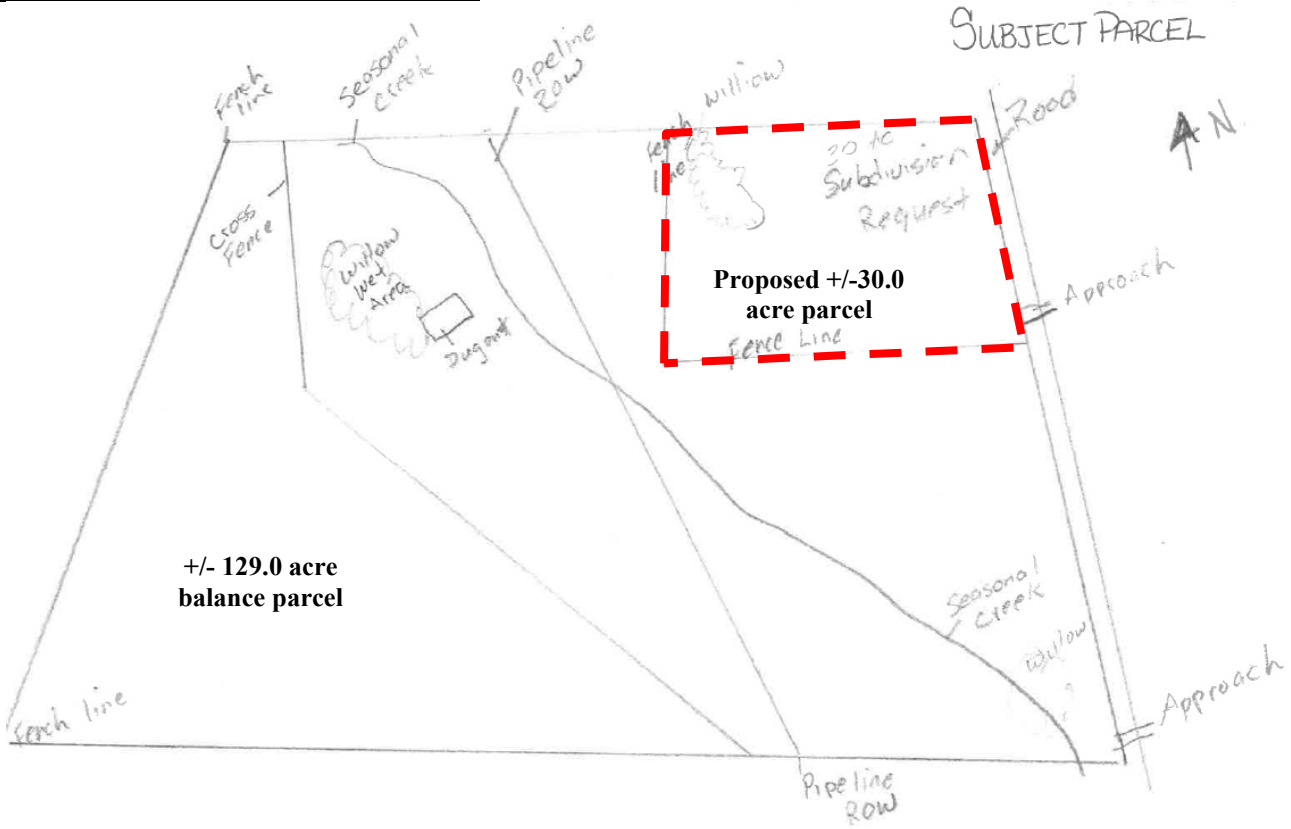 SUBJECT PARCEL
Fench
line
Seasonal
Creek
Pipeline
ROW
Willow
Fench
line
Road
N
Subdivision
Request
Cross
Fence
Willow
Wet
Area
Dugout
Proposed +/-30.0
acre parcel
Approach
Fence Line
+/- 129.0 acre
balance parcel
Seasonal
Creek
Willow
Approach
Fench line
Pipeline
ROW